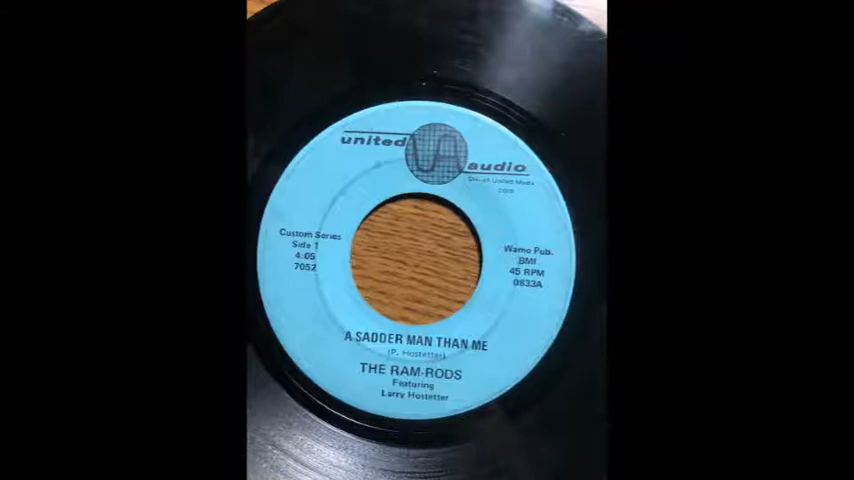 united audio
Div. of United Media
Corp.
Custom Series
Side 1
4:05
7052
Wamo Pub.
BMI
45 RPM
0833A
A SADDER MAN THAN ME
(P. Hostetter)
THE RAM-RODS
Featuring
Larry Hostetter